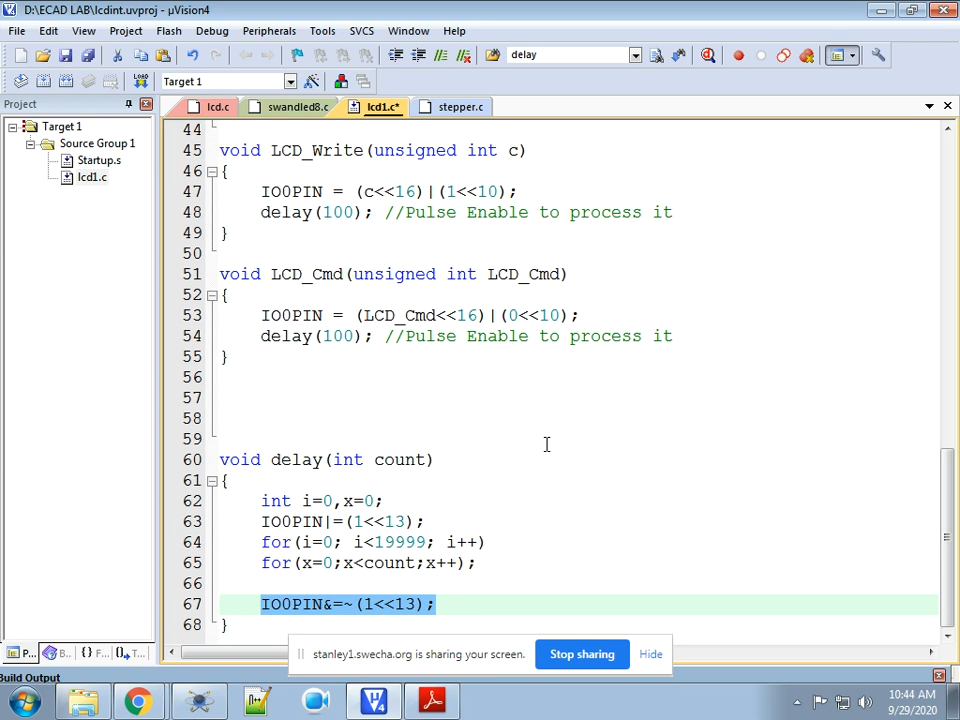 D:\ECAD LAB\lcdint.uvproj - µVision4
File Edit View Project Flash Debug Peripherals Tools SVCS Window Help
delay
LOAD Target 1
Project
lcd.c swandled8.c lcd1.c* stepper.c
Target 1
Source Group 1
Startup.s
lcd1.c
44
45 void LCD_Write(unsigned int c)
46 {
47 IO0PIN = (c<<16)|(1<<10);
48 delay(100); //Pulse Enable to process it
49 }
50
51 void LCD_Cmd(unsigned int LCD_Cmd)
52 {
53 IO0PIN = (LCD_Cmd<<16)|(0<<10);
54 delay(100); //Pulse Enable to process it
55 }
56
57
58
59
60 void delay(int count)
61 {
62 int i=0,x=0;
63 IO0PIN|=(1<<13);
64 for(i=0; i<19999; i++)
65 for(x=0;x<count;x++);
66
67 IO0PIN&=~(1<<13);
68 }
P... B.. {} F... 0 T...
stanley1.swecha.org is sharing your screen. Stop sharing Hide
Build Output
10:44 AM
9/29/2020